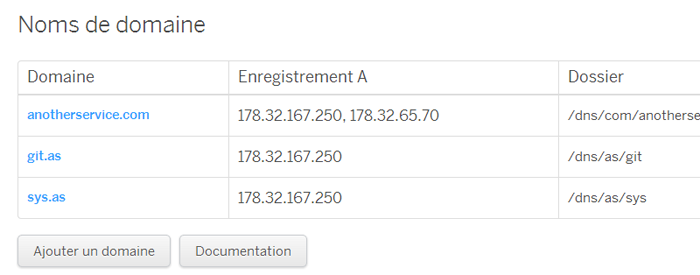 Noms de domaine
Domaine Enregistrement A Dossier
anotherservice.com 178.32.167.250, 178.32.65.70 /dns/com/anotherse
git.as 178.32.167.250 /dns/as/git
sys.as 178.32.167.250 /dns/as/sys
Ajouter un domaine Documentation